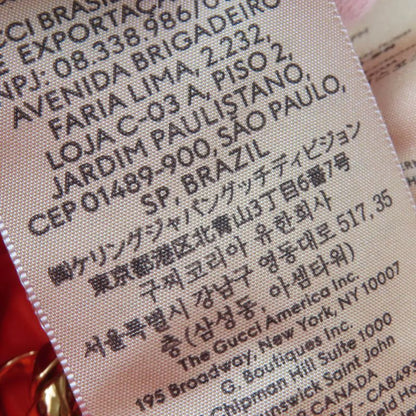 CCI BRASIL
E EXPORTAÇÃ
NPJ: 08.338.986/0
AVENIDA BRIGADEIRO
FARIA LIMA, 2.232,
LOJA C-03 A, PISO 2,
JARDIM PAULISTANO,
CEP 01489-900, SÃO PAULO,
SP, BRAZIL
㈱ケリングジャパングッチディビジョン
東京都港区北青山3丁目6番7号
구찌코리아 유한회사
서울특별시 강남구 영동대로 517, 35
층(삼성동, 아셈타워)
The Gucci America Inc.
195 Broadway, New York, NY 10007
G. Boutiques Inc.
Chipman Hill Suite 1000
unswick Saint John
CANADA
CAB49
ield H